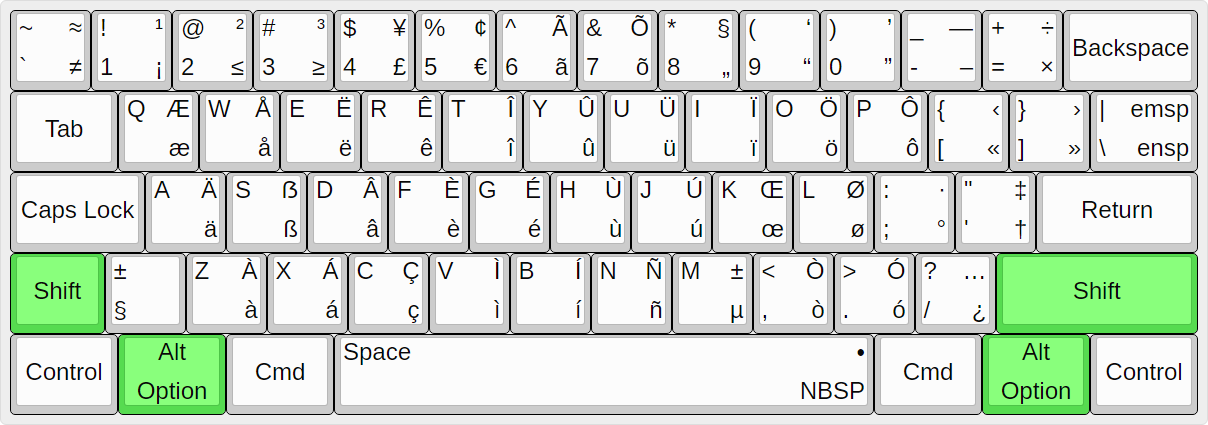 ~ ≈ ! ¹ @ ² # ³ $ ¥ % ¢ ^ Ã & Õ * § ( ‘ ) ’ _ — + ÷ Backspace
` ≠ 1 ¡ 2 ≤ 3 ≥ 4 £ 5 € 6 ã 7 õ 8 „ 9 “ 0 ” - – = ×
Tab Q Æ W Å E Ë R Ê T Î Y Û U Ü I Ï O Ö P Ô { ‹ } › | emsp
æ å ë ê î û ü ï ö ô [ « ] » \ ensp
Caps Lock A Ä S ẞ D Â F È G É H Ù J Ú K Œ L Ø : · " ‡ Return
ä ß â è é ù ú œ ø ; ° ' †
Shift ± Z À X Á C Ç V Ì B Í N Ñ M ± < Ò > Ó ? … Shift
§ à á ç ì í ñ µ , ò . ó / ¿
Control Alt Cmd Space • Cmd Alt Control
Option NBSP Option